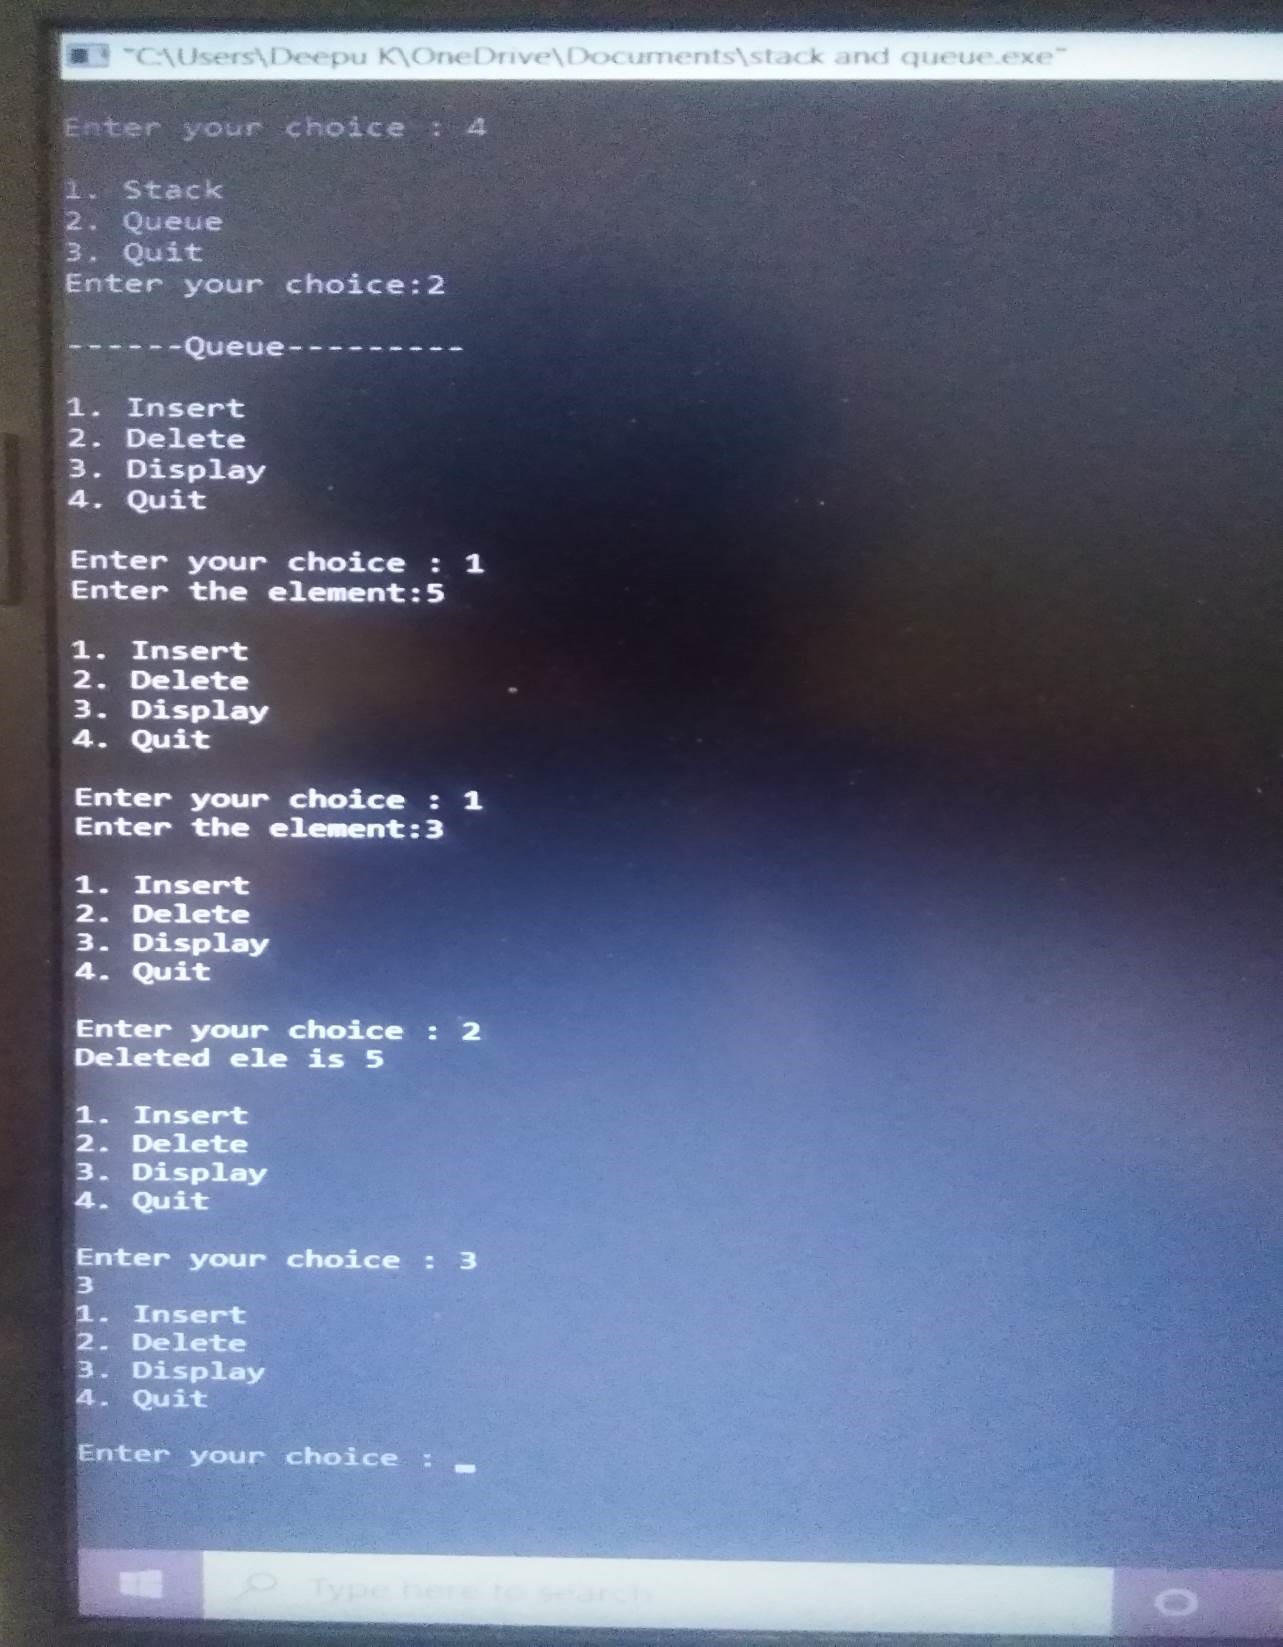 "C:\Users\Deepu K\OneDrive\Documents\stack and queue.exe"
Enter your choice : 4
1. Stack
2. Queue
3. Quit
Enter your choice:2
------Queue---------
1. Insert
2. Delete
3. Display
4. Quit
Enter your choice : 1
Enter the element:5
1. Insert
2. Delete
3. Display
4. Quit
Enter your choice : 1
Enter the element:3
1. Insert
2. Delete
3. Display
4. Quit
Enter your choice : 2
Deleted ele is 5
1. Insert
2. Delete
3. Display
4. Quit
Enter your choice : 3
3
1. Insert
2. Delete
3. Display
4. Quit
Enter your choice : _
Type here to search